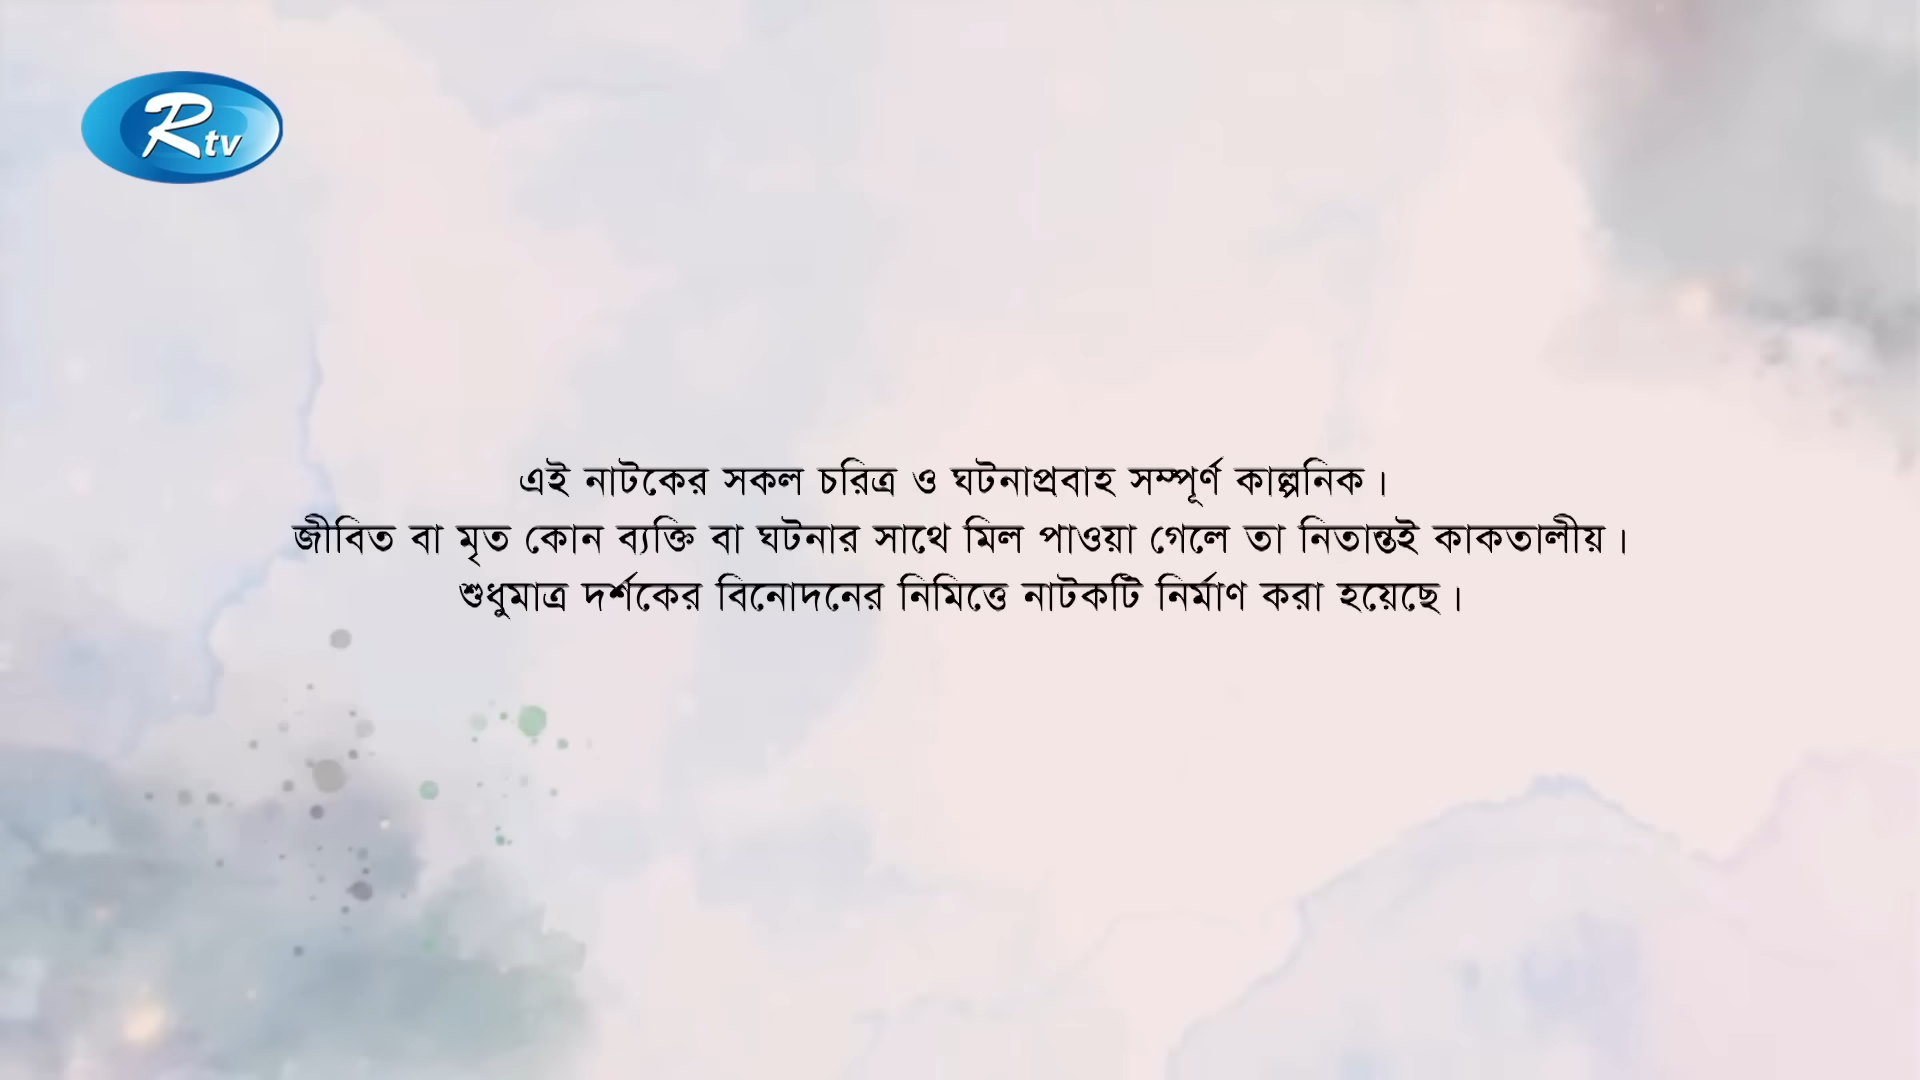 Rtv
এই নাটকের সকল চরিত্র ও ঘটনাপ্রবাহ সম্পূর্ণ কাল্পনিক।
জীবিত বা মৃত কোন ব্যক্তি বা ঘটনার সাথে মিল পাওয়া গেলে তা নিতান্তই কাকতালীয়।
শুধুমাত্র দর্শকের বিনোদনের নিমিত্তে নাটকটি নির্মাণ করা হয়েছে।